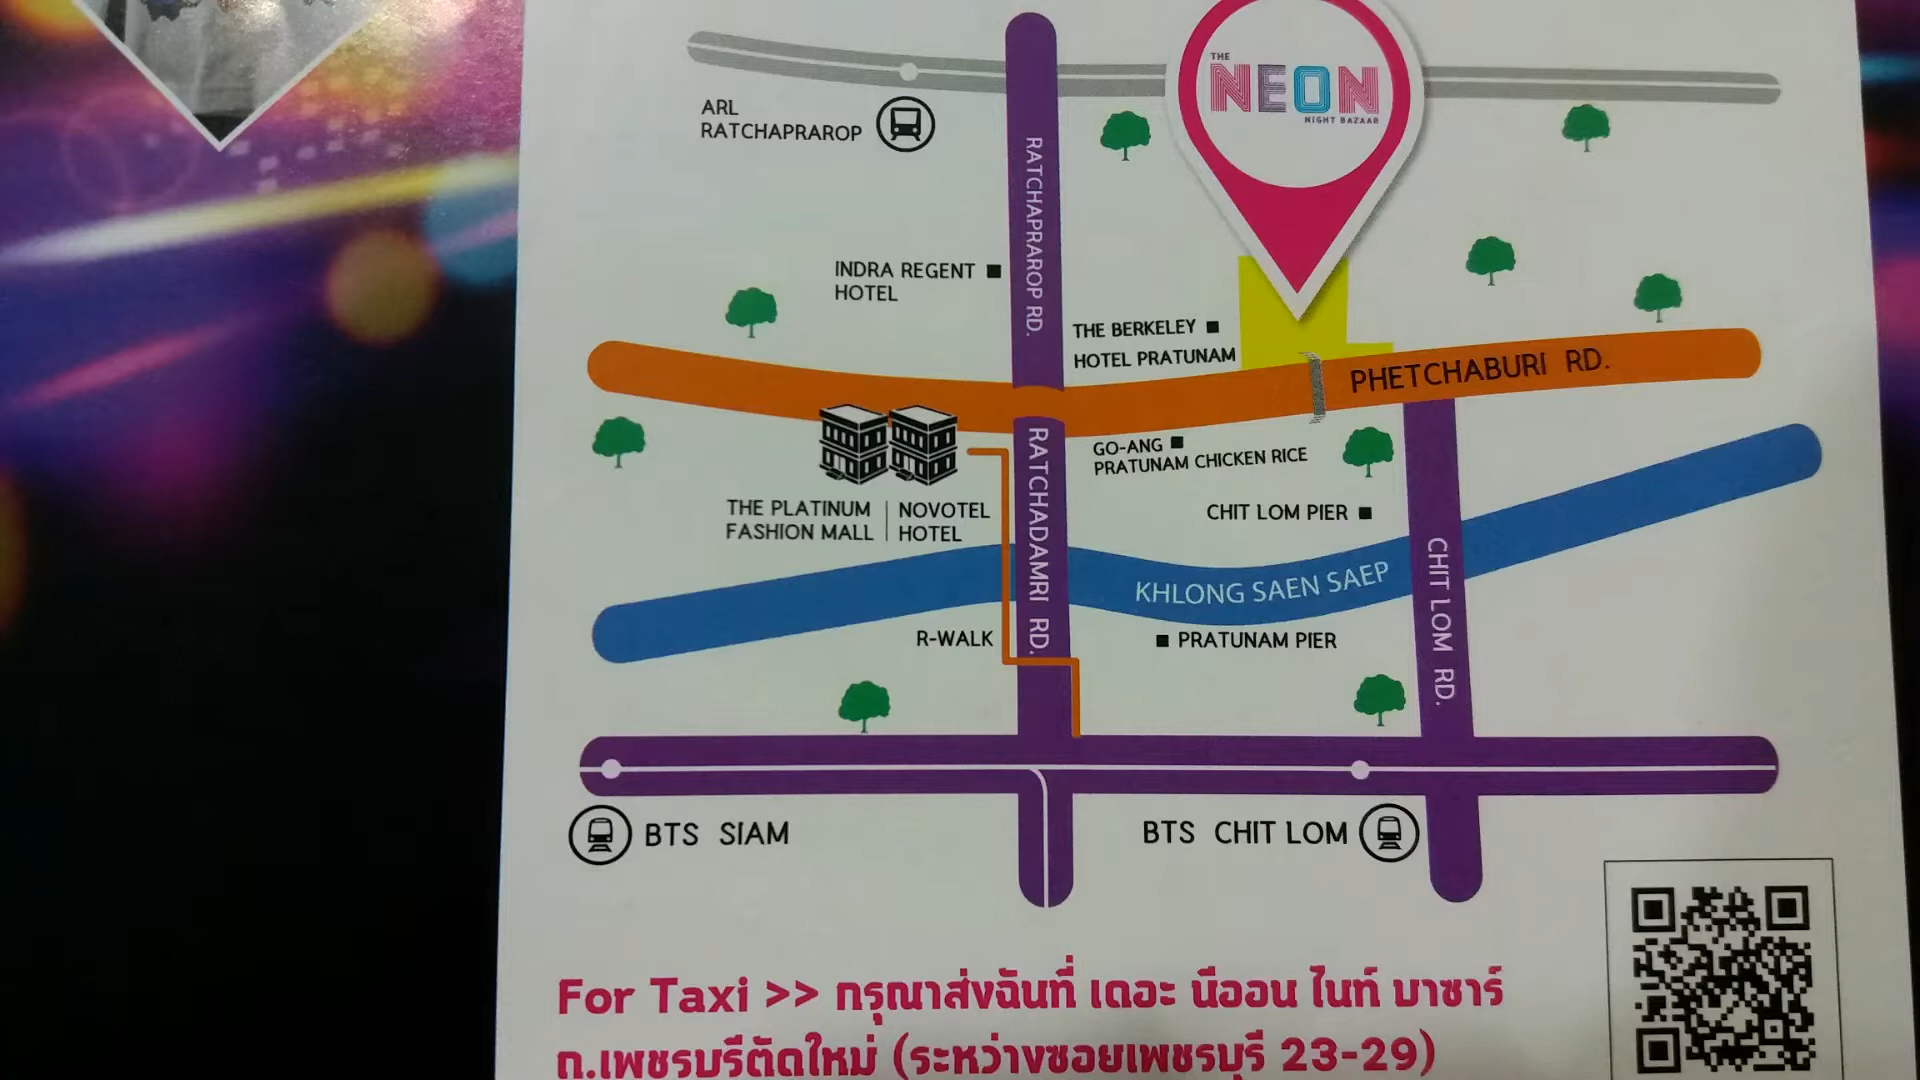 THE
NEON
NIGHT BAZAAR
ARL
RATCHAPRAROP
RATCHAPRAROP RD.
INDRA REGENT
HOTEL
THE BERKELEY
HOTEL PRATUNAM
PHETCHABURI RD.
GO-ANG
PRATUNAM CHICKEN RICE
THE PLATINUM
FASHION MALL
NOVOTEL
HOTEL
RATCHADAMRI RD.
CHIT LOM PIER
KHLONG SAEN SAEP
CHIT LOM RD.
R-WALK
PRATUNAM PIER
BTS SIAM
BTS CHIT LOM
For Taxi >> กรุณาส่งฉันที่ เดอะ นีออน ไนท์ บาซาร์
ถ.เพชรบุรีตัดใหม่ (ระหว่างซอยเพชรบุรี 23-29)